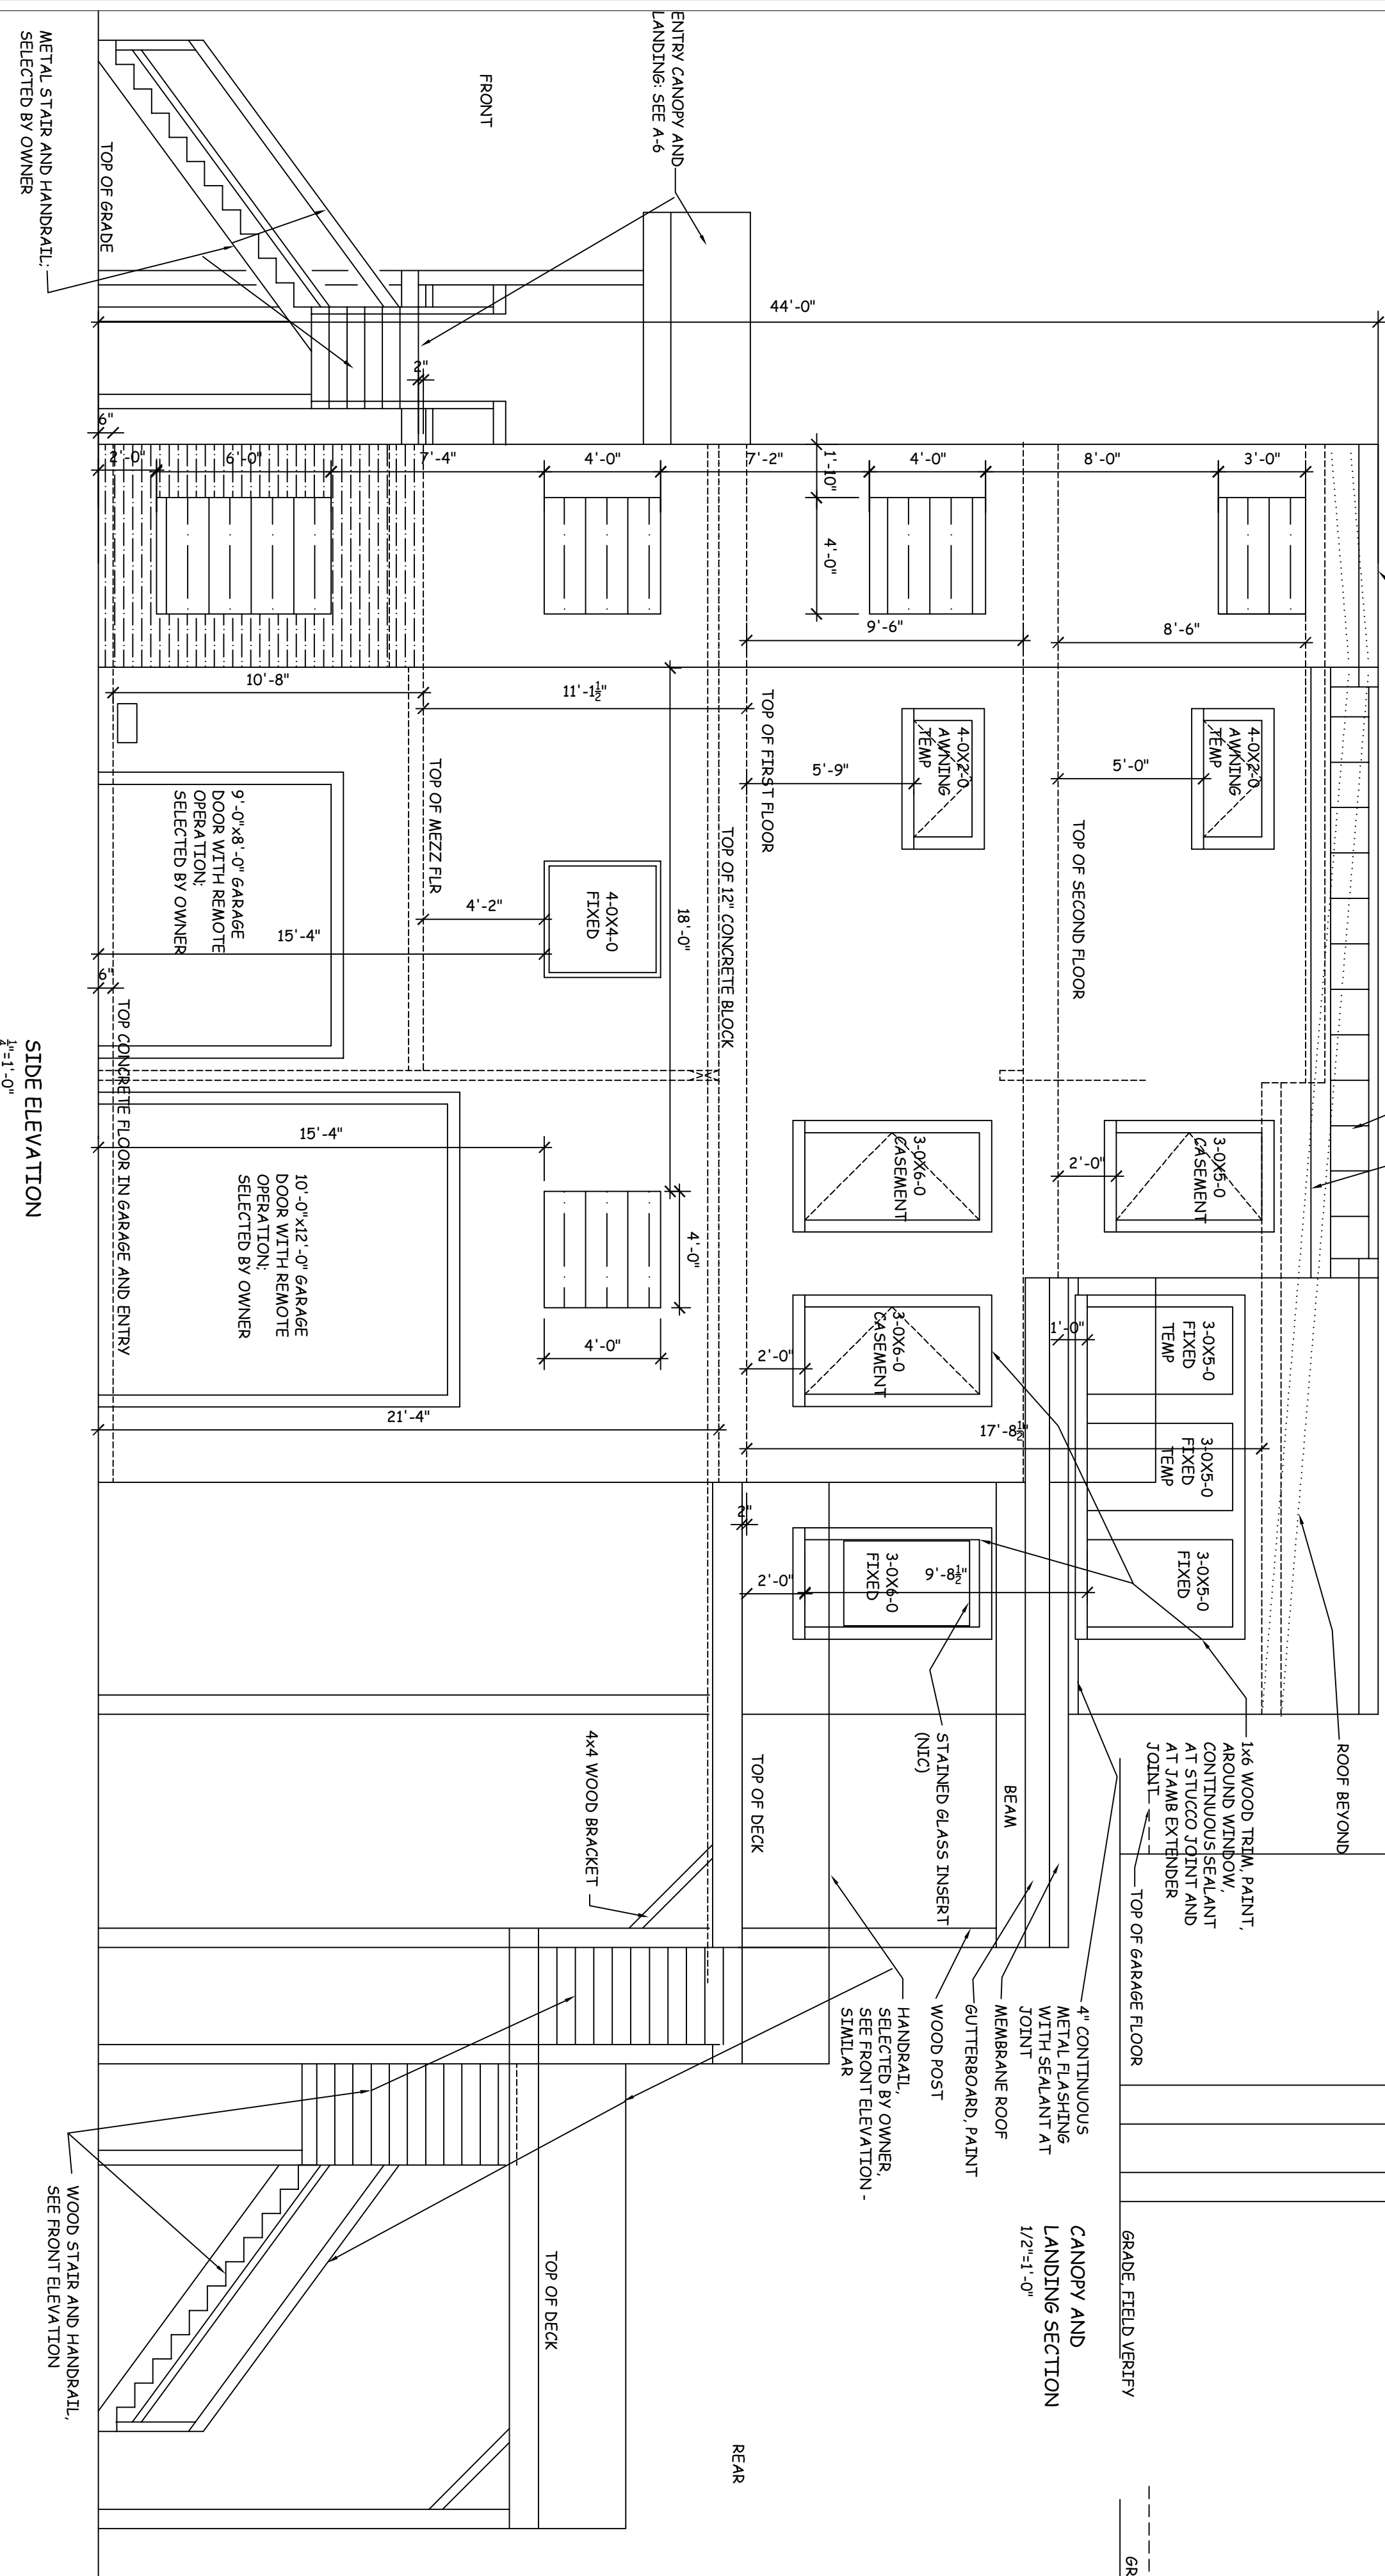 ENTRY CANOPY AND
LANDING: SEE A-6
FRONT
METAL STAIR AND HANDRAIL;
SELECTED BY OWNER
TOP OF GRADE
44'-0"
2"
6"
2'-0"
6'-0"
7'-4"
4'-0"
7'-2"
4'-0"
8'-0"
3'-0"
1'-10"
4'-0"
9'-6"
8'-6"
10'-8"
11'-1½"
TOP OF FIRST FLOOR
4-0X2-0
AWNING
TEMP
4-0X2-0
AWNING
TEMP
5'-9"
5'-0"
TOP OF MEZZ FLR
TOP OF 12" CONCRETE BLOCK
TOP OF SECOND FLOOR
9'-0"x8'-0" GARAGE
DOOR WITH REMOTE
OPERATION;
SELECTED BY OWNER
4'-2"
4-0X4-0
FIXED
18'-0"
15'-4"
6"
TOP CONCRETE FLOOR IN GARAGE AND ENTRY
SIDE ELEVATION
¼"=1'-0"
15'-4"
3-0X6-0
CASEMENT
3-0X5-0
CASEMENT
2'-0"
10'-0"x12'-0" GARAGE
DOOR WITH REMOTE
OPERATION;
SELECTED BY OWNER
4'-0"
4'-0"
2'-0"
3-0X6-0
CASEMENT
1'-0"
3-0X5-0
FIXED
TEMP
21'-4"
17'-8½"
3-0X5-0
FIXED
TEMP
2"
2'-0"
3-0X6-0
FIXED
9'-8½"
3-0X5-0
FIXED
ROOF BEYOND
1x6 WOOD TRIM, PAINT,
AROUND WINDOW,
CONTINUOUS SEALANT
AT STUCCO JOINT AND
AT JAMB EXTENDER
JOINT
STAINED GLASS INSERT
(NIC)
4x4 WOOD BRACKET
TOP OF DECK
BEAM
TOP OF GARAGE FLOOR
4" CONTINUOUS
METAL FLASHING
WITH SEALANT AT
JOINT
MEMBRANE ROOF
GUTTERBOARD, PAINT
WOOD POST
HANDRAIL,
SELECTED BY OWNER,
SEE FRONT ELEVATION -
SIMILAR
WOOD STAIR AND HANDRAIL,
SEE FRONT ELEVATION
TOP OF DECK
CANOPY AND
LANDING SECTION
1/2"=1'-0"
GRADE, FIELD VERIFY
REAR
GR